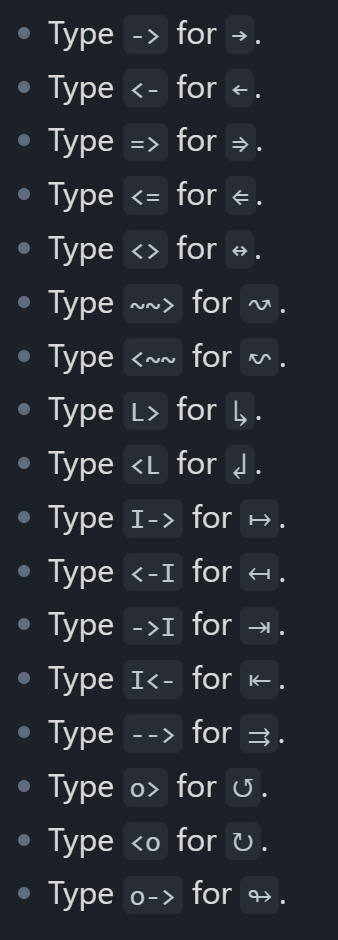 • Type -> for →.
• Type <- for ←.
• Type => for ⇒.
• Type <= for ⇐.
• Type <> for ↔.
• Type ~~> for ↝.
• Type <~~ for ↜.
• Type L> for ↳.
• Type <L for ↲.
• Type I-> for ↦.
• Type <-I for ↤.
• Type ->I for ⇥.
• Type I<- for ⇤.
• Type --> for ⇉.
• Type o> for ↺.
• Type <o for ↻.
• Type o-> for ↬.